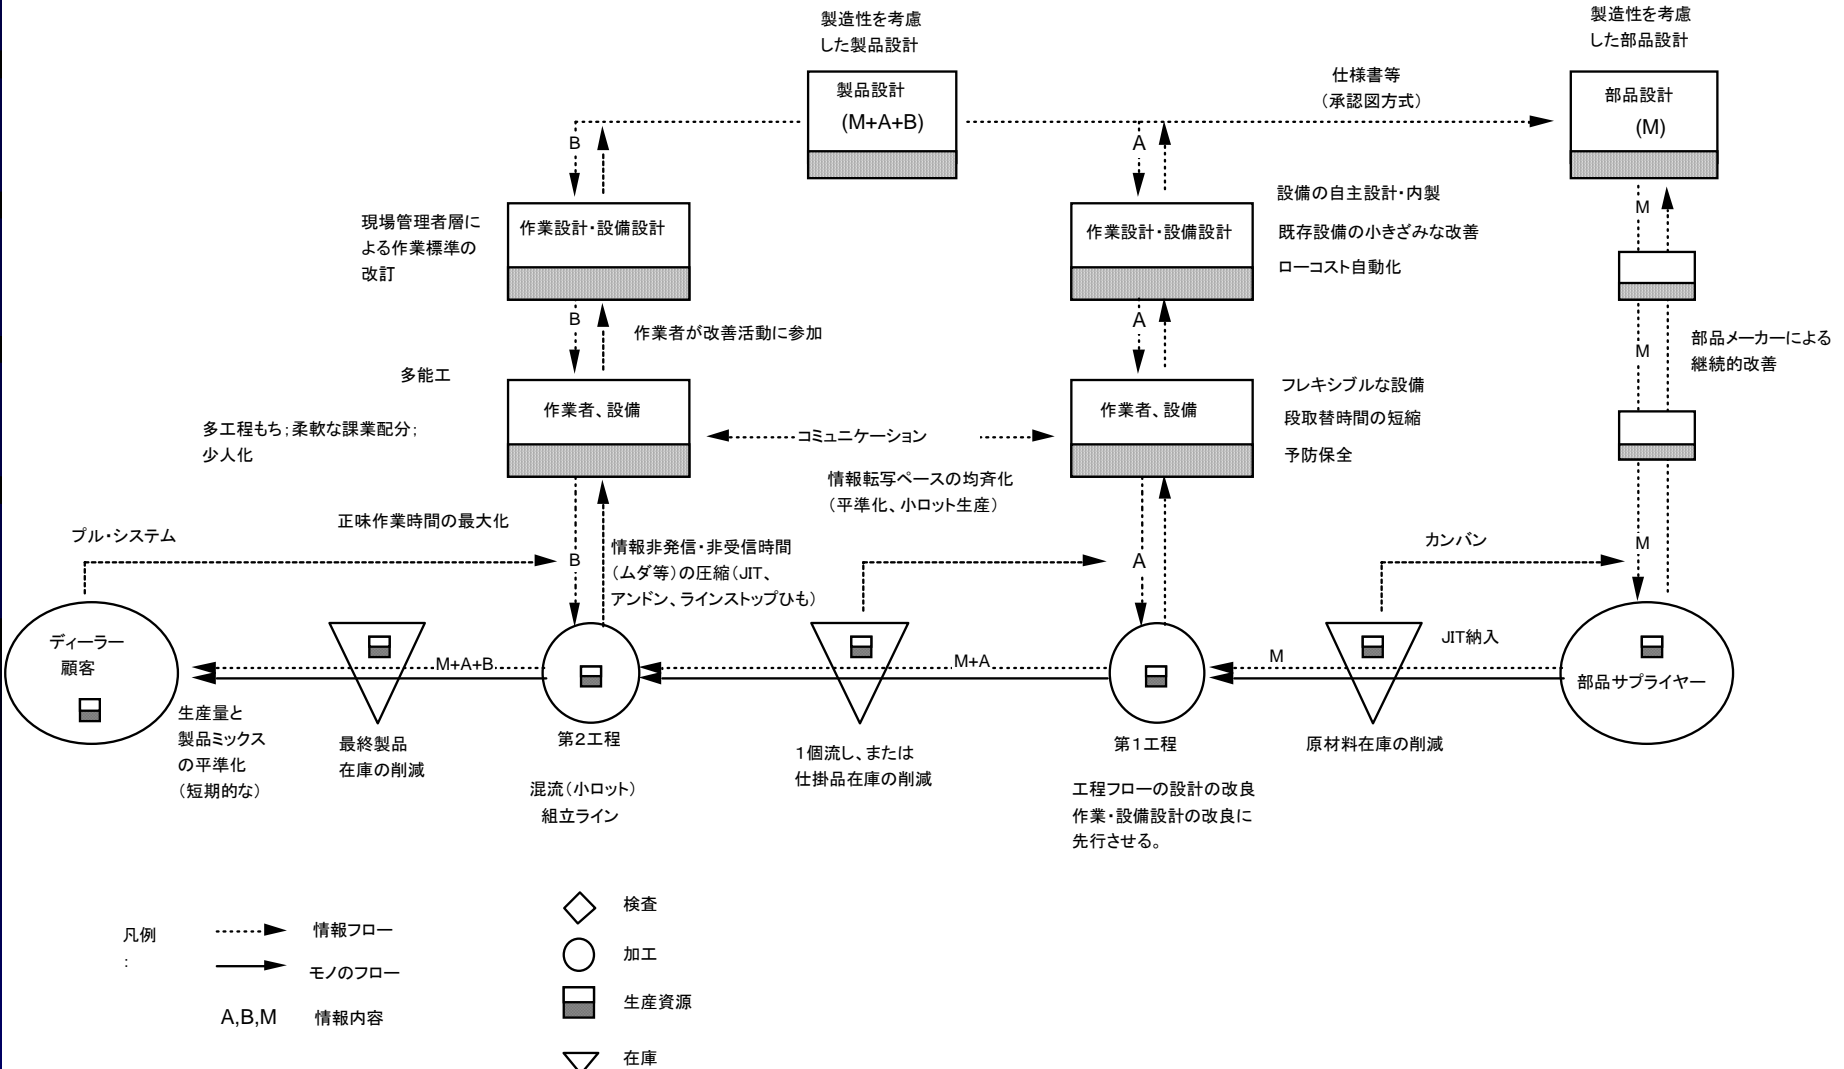 製造性を考慮
した製品設計
製造性を考慮
した部品設計
製品設計
(M+A+B)
仕様書等
（承認図方式）
部品設計
(M)
B
A
M
現場管理者層に
よる作業標準の
改訂
作業設計・設備設計
作業設計・設備設計
設備の自主設計・内製
既存設備の小きざみな改善
ローコスト自動化
B
作業者が改善活動に参加
A
M
部品メーカーによる
継続的改善
多能工
多工程もち；柔軟な課業配分；
少人化
作業者、設備
コミュニケーション
作業者、設備
フレキシブルな設備
段取替時間の短縮
予防保全
情報転写ペースの均斉化
（平準化、小ロット生産）
正味作業時間の最大化
プル・システム
B
情報非発信・非受信時間
（ムダ等）の圧縮（JIT、
アンドン、ラインストップひも）
A
カンバン
M
ディーラー
顧客
M+A+B
M+A
M
JIT納入
部品サプライヤー
生産量と
製品ミックス
の平準化
（短期的な）
最終製品
在庫の削減
第２工程
混流（小ロット）
組立ライン
１個流し、または
仕掛品在庫の削減
第１工程
工程フローの設計の改良
作業・設備設計の改良に
先行させる。
原材料在庫の削減
凡例
:
情報フロー
モノのフロー
A,B,M 情報内容
検査
加工
生産資源
在庫